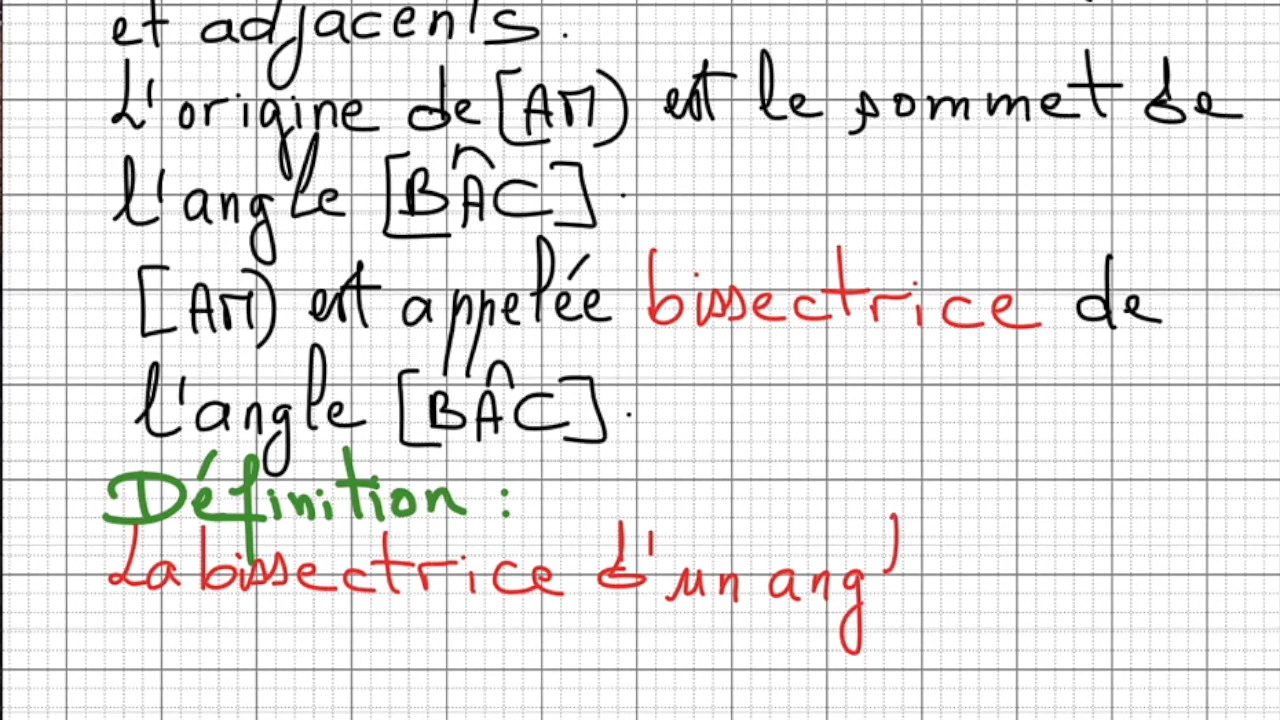 et adjacents.
L'origine de [AM) est le sommet de
l'angle [BÂC].
[AM) est appelée bissectrice de
l'angle [BÂC].
Définition :
La bissectrice d'un ang